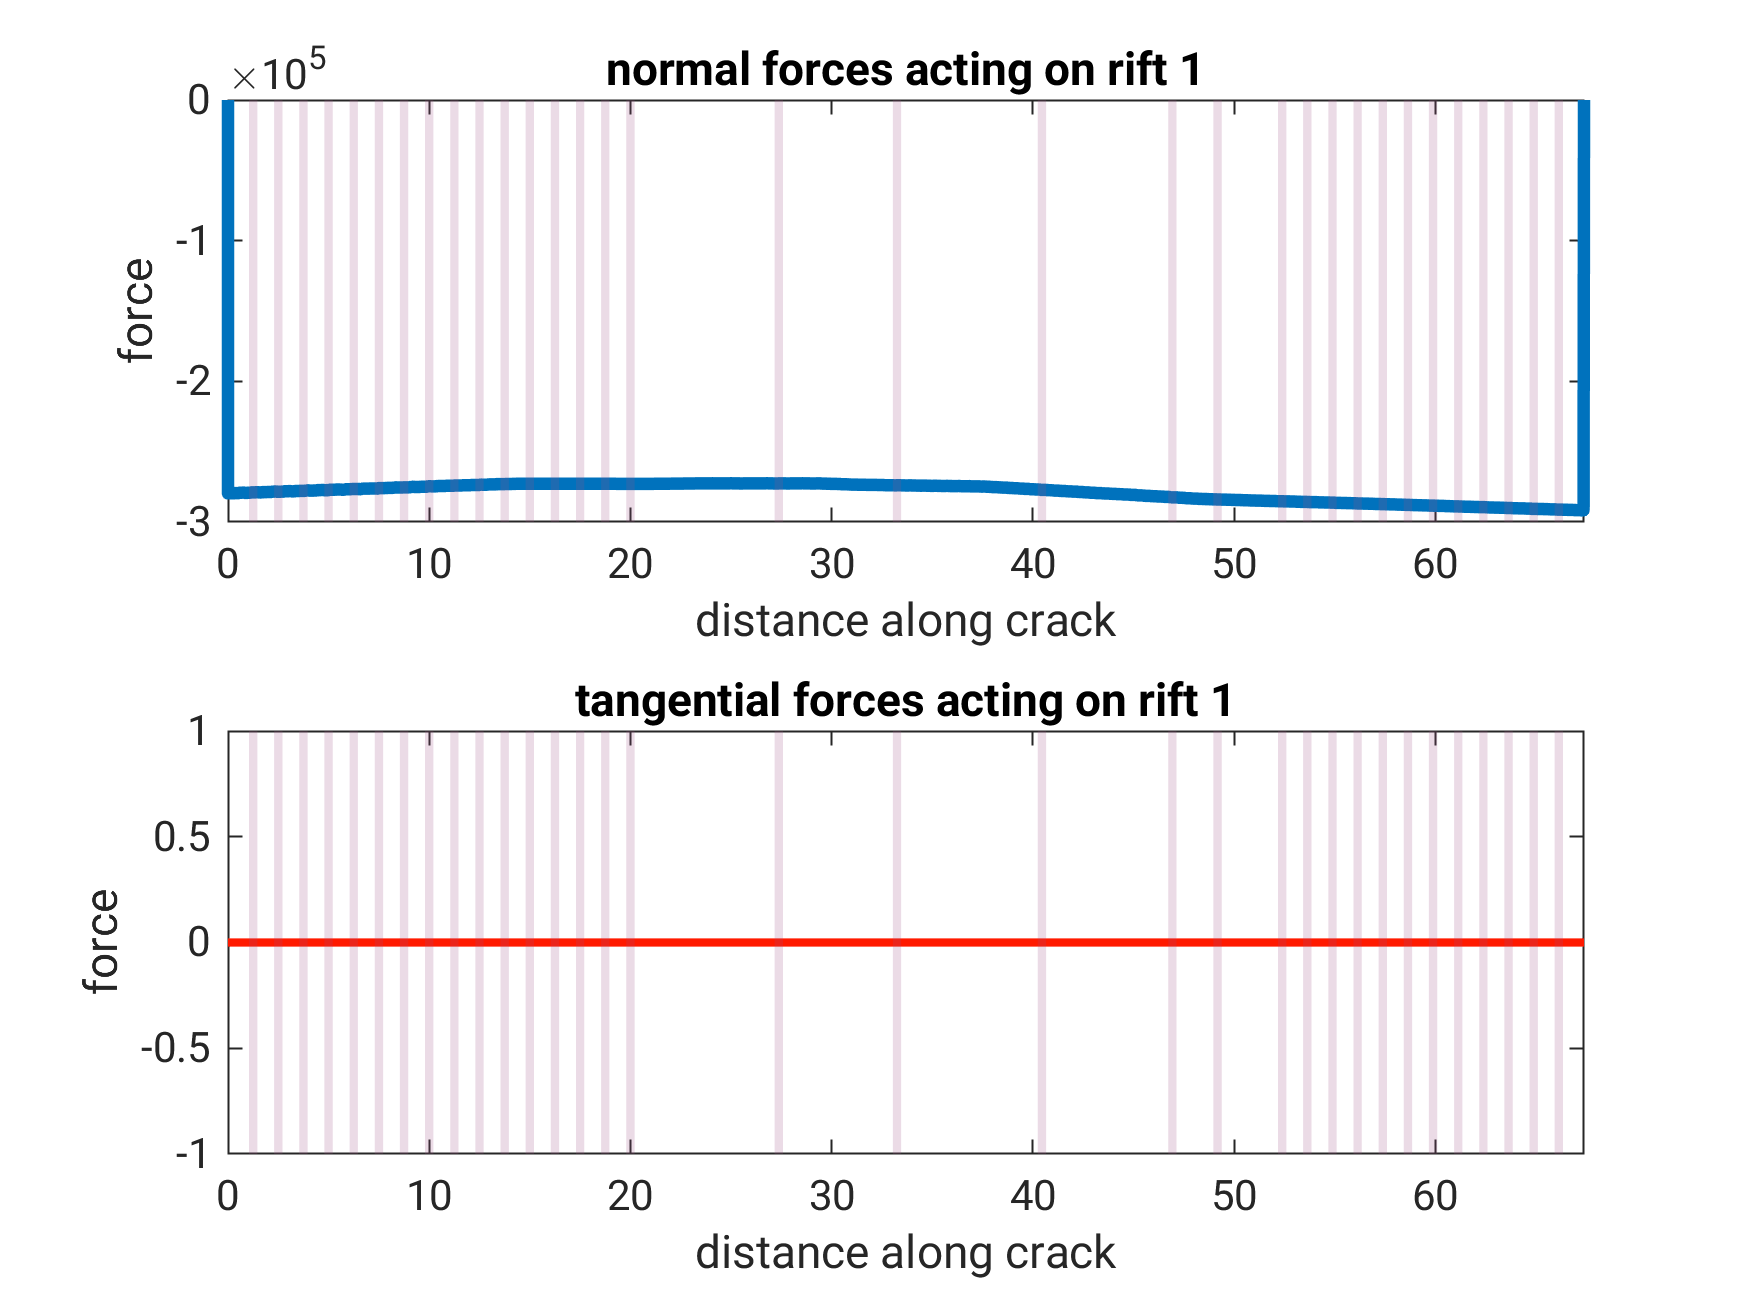 ×10⁵
normal forces acting on rift 1
0
-1
-2
-3
force
0 10 20 30 40 50 60
distance along crack
tangential forces acting on rift 1
1
0.5
0
-0.5
-1
force
0 10 20 30 40 50 60
distance along crack